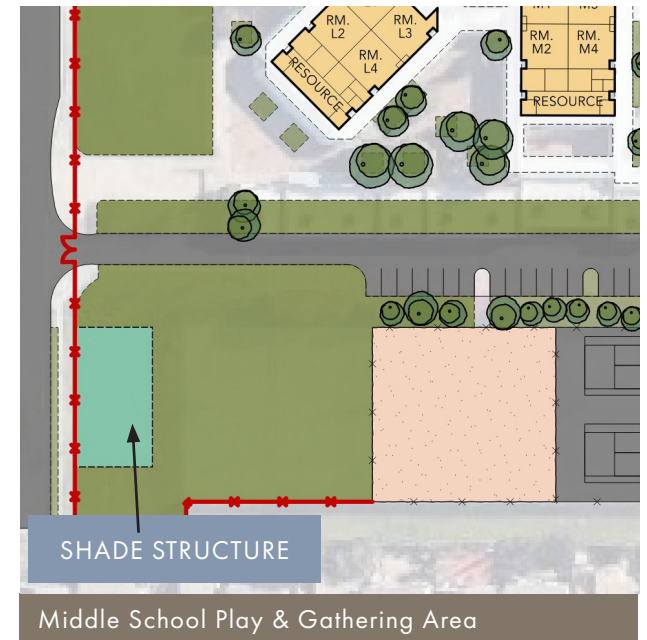 RM.
L2
RM.
L3
RM.
L4
RESOURCE
RM.
M2
RM.
M4
RESOURCE
SHADE STRUCTURE
Middle School Play & Gathering Area